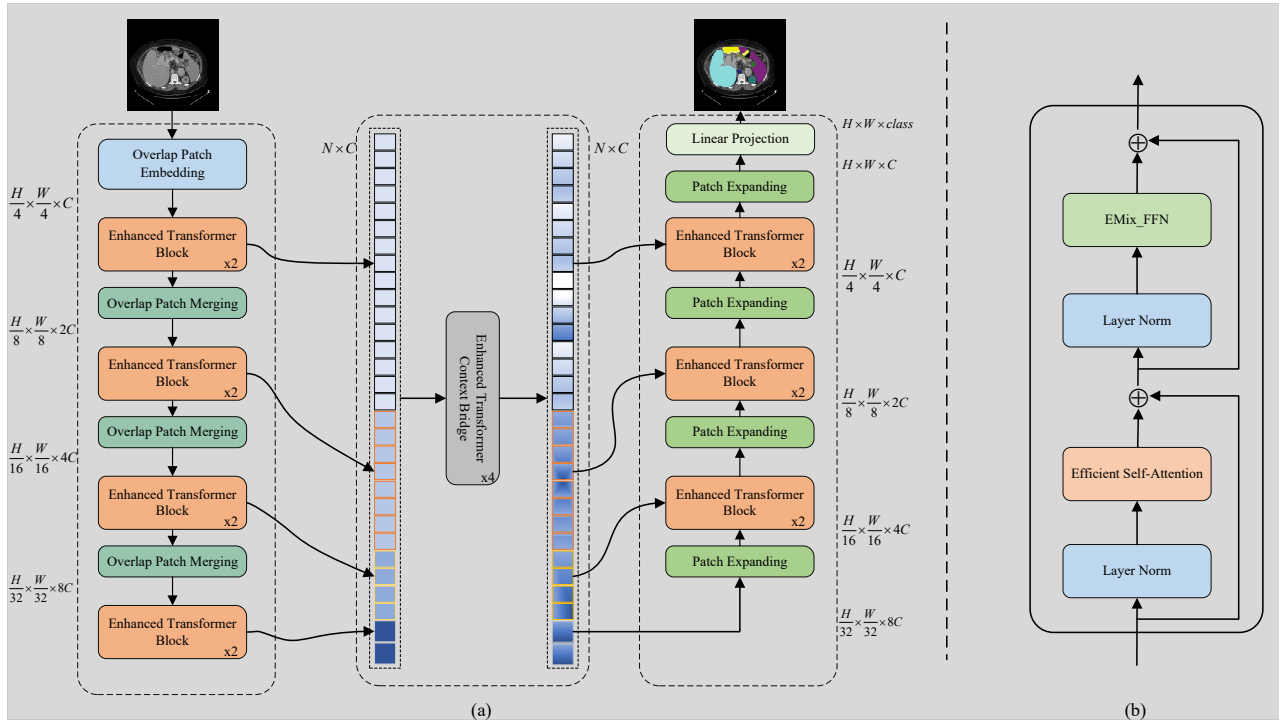 Overlap Patch
Embedding
H/4 × W/4 × C
Enhanced Transformer
Block
x2
Overlap Patch Merging
H/8 × W/8 × 2C
Enhanced Transformer
Block
x2
Overlap Patch Merging
H/16 × W/16 × 4C
Enhanced Transformer
Block
x2
Overlap Patch Merging
H/32 × W/32 × 8C
Enhanced Transformer
Block
x2
N × C
Enhanced Transformer
Context Bridge
x4
N × C
H × W × class
Linear Projection
H × W × C
Patch Expanding
Enhanced Transformer
Block
x2
H/4 × W/4 × C
Patch Expanding
Enhanced Transformer
Block
x2
H/8 × W/8 × 2C
Patch Expanding
Enhanced Transformer
Block
x2
H/16 × W/16 × 4C
Patch Expanding
H/32 × W/32 × 8C
(a)
EMix_FFN
Layer Norm
Efficient Self-Attention
Layer Norm
(b)